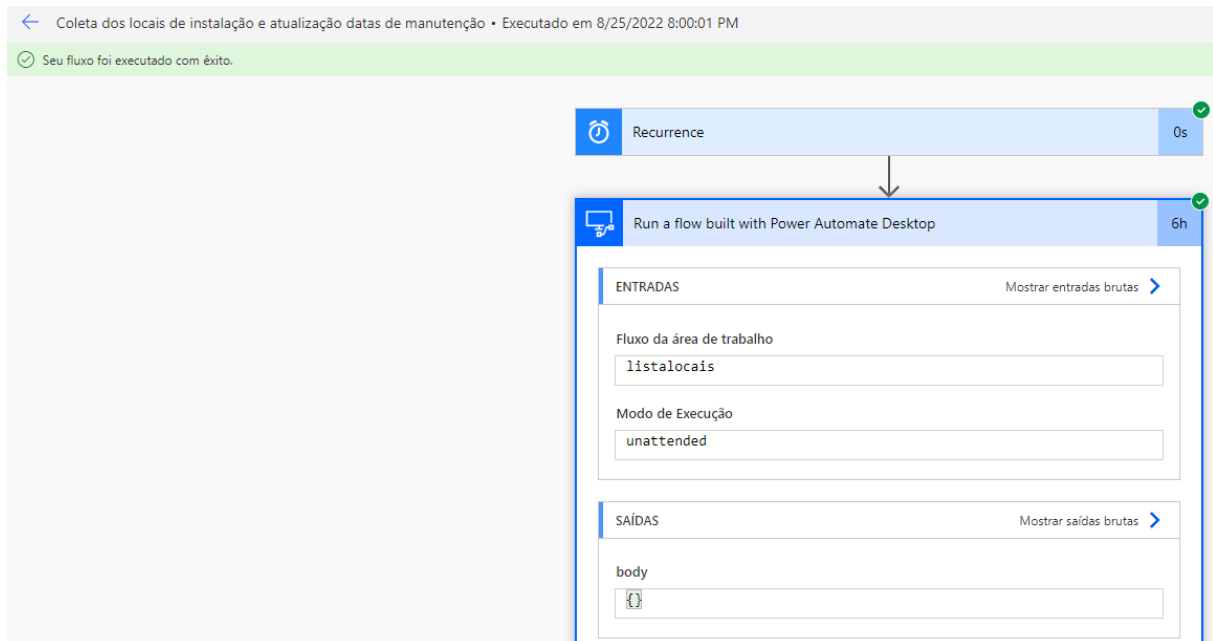 Coleta dos locais de instalação e atualização datas de manutenção • Executado em 8/25/2022 8:00:01 PM
Seu fluxo foi executado com êxito.
Recurrence 0s
Run a flow built with Power Automate Desktop 6h
ENTRADAS Mostrar entradas brutas
Fluxo da área de trabalho
listalocais
Modo de Execução
unattended
SAÍDAS Mostrar saídas brutas
body
{}